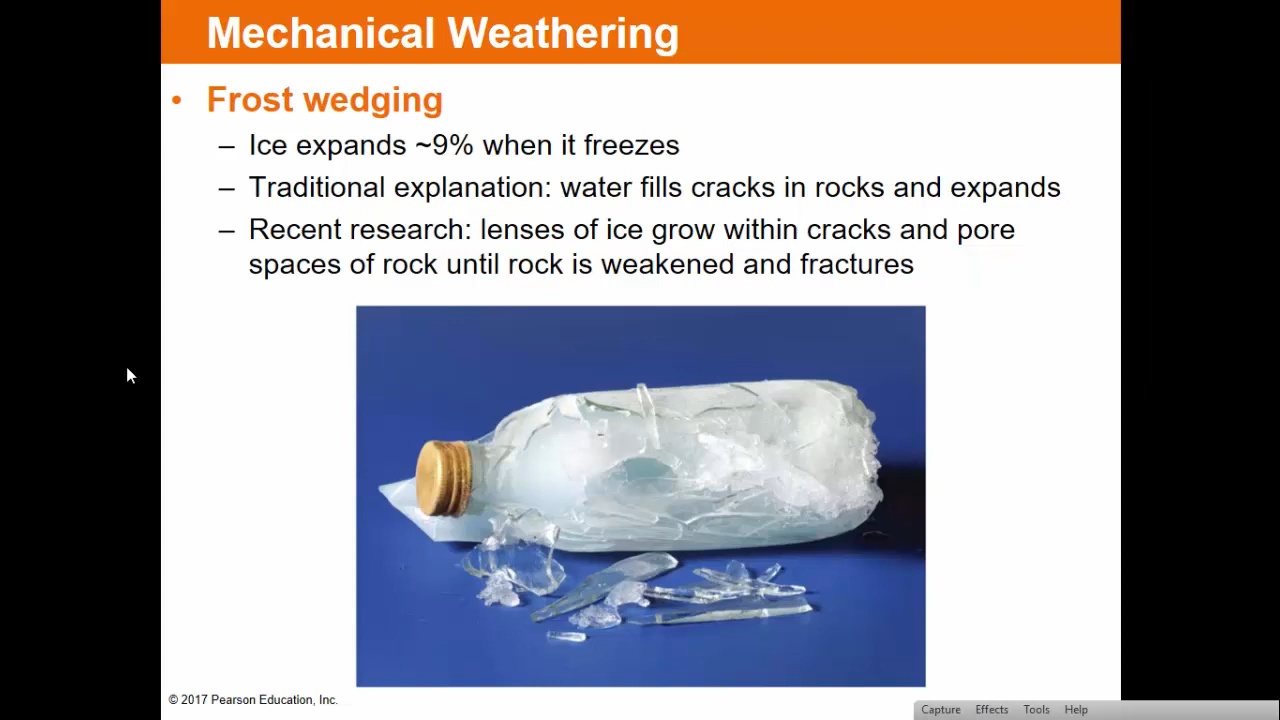 Mechanical Weathering
• Frost wedging
– Ice expands ~9% when it freezes
– Traditional explanation: water fills cracks in rocks and expands
– Recent research: lenses of ice grow within cracks and pore
spaces of rock until rock is weakened and fractures
© 2017 Pearson Education, Inc.
Capture Effects Tools Help